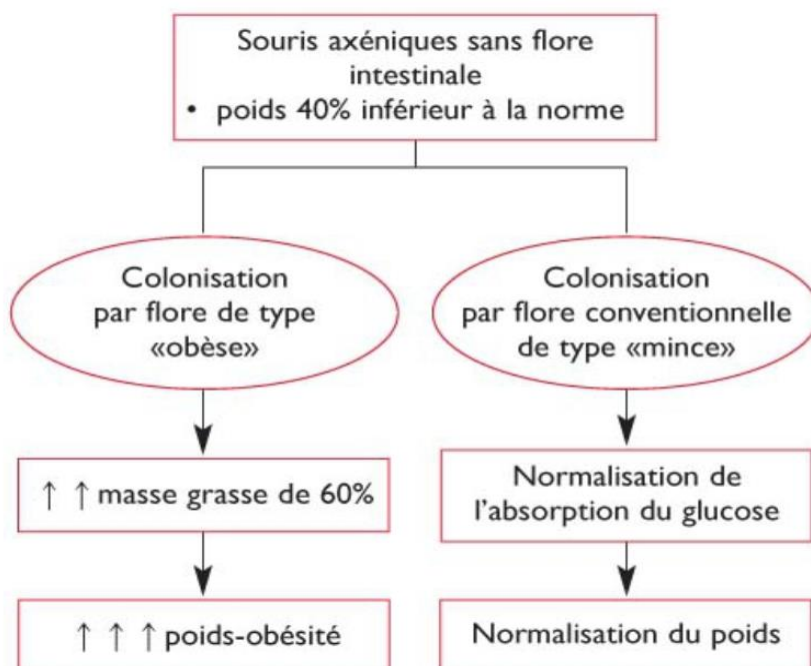 Souris axéniques sans flore
intestinale
• poids 40% inférieur à la norme
Colonisation
par flore de type
«obèse»
Colonisation
par flore conventionnelle
de type «mince»
↑ ↑ masse grasse de 60%
Normalisation de
l’absorption du glucose
↑ ↑ ↑ poids-obésité
Normalisation du poids